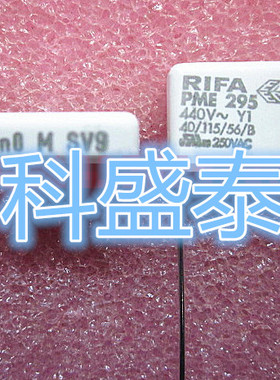 n0 M SV9
RIFA
PME 295
440V~ Y1
40/115/56/B
250VAC
科盛泰